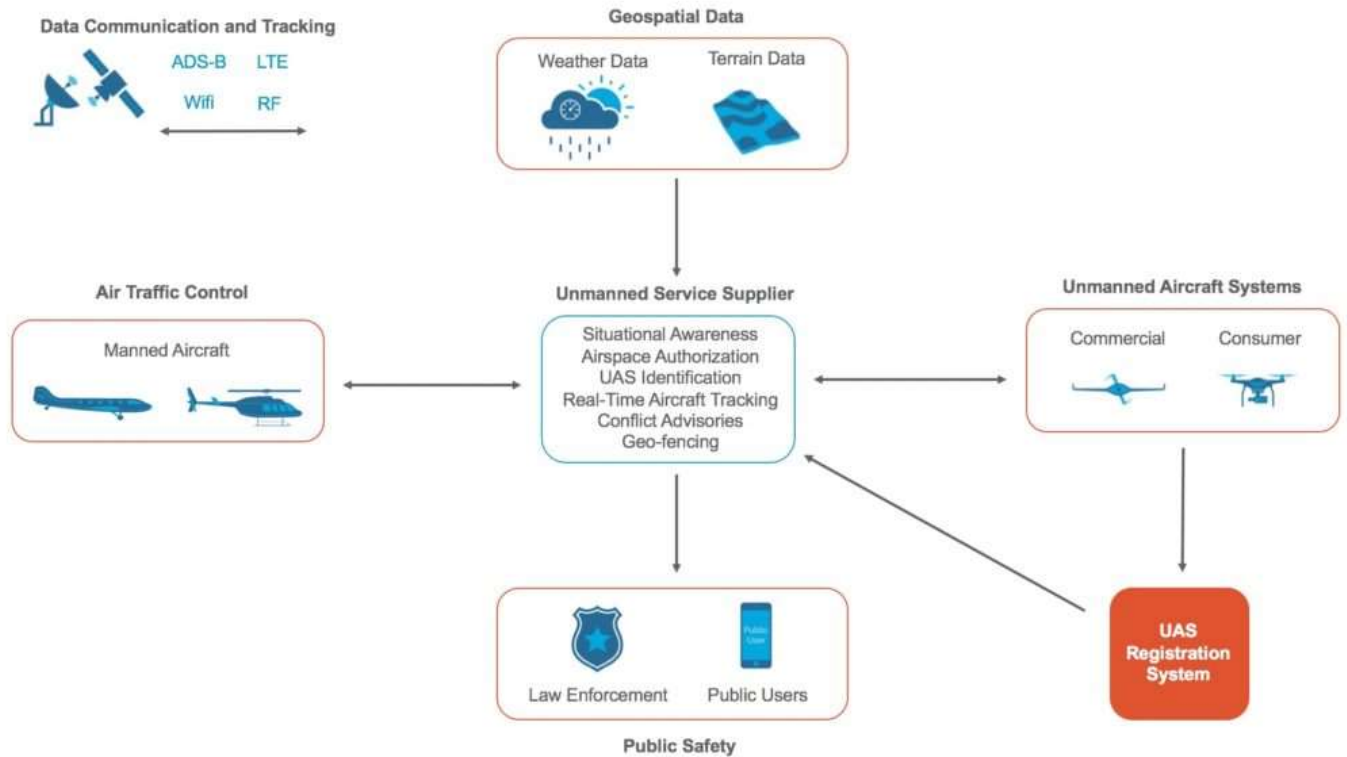 Data Communication and Tracking
ADS-B LTE
Wifi RF
Geospatial Data
Weather Data Terrain Data
Air Traffic Control
Manned Aircraft
Unmanned Service Supplier
Situational Awareness
Airspace Authorization
UAS Identification
Real-Time Aircraft Tracking
Conflict Advisories
Geo-fencing
Unmanned Aircraft Systems
Commercial Consumer
Public
User
Law Enforcement Public Users
Public Safety
UAS
Registration
System